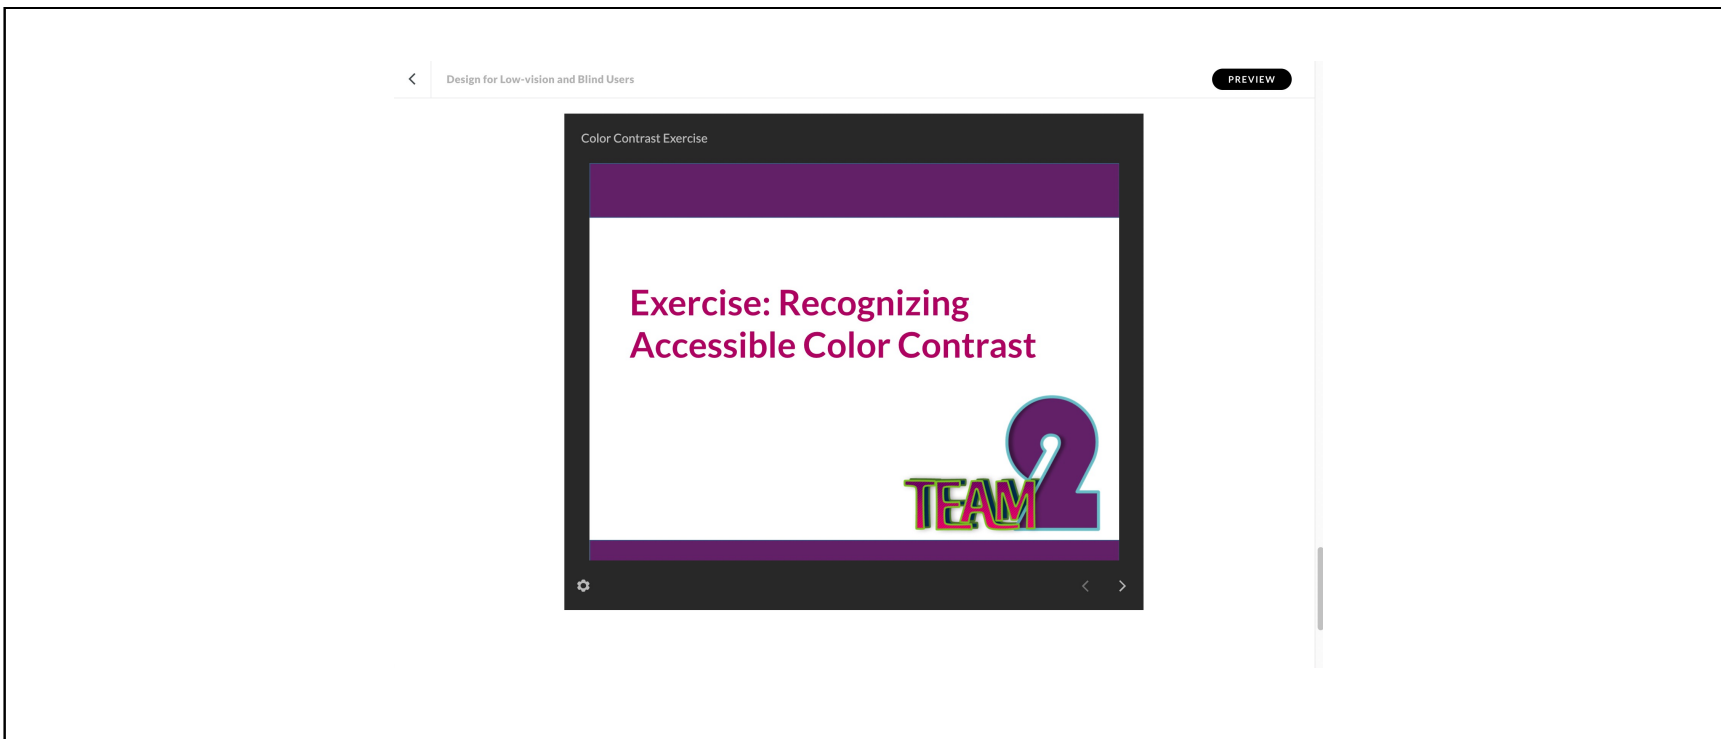 Design for Low-vision and Blind Users
PREVIEW
Color Contrast Exercise
Exercise: Recognizing
Accessible Color Contrast
TEAM 2